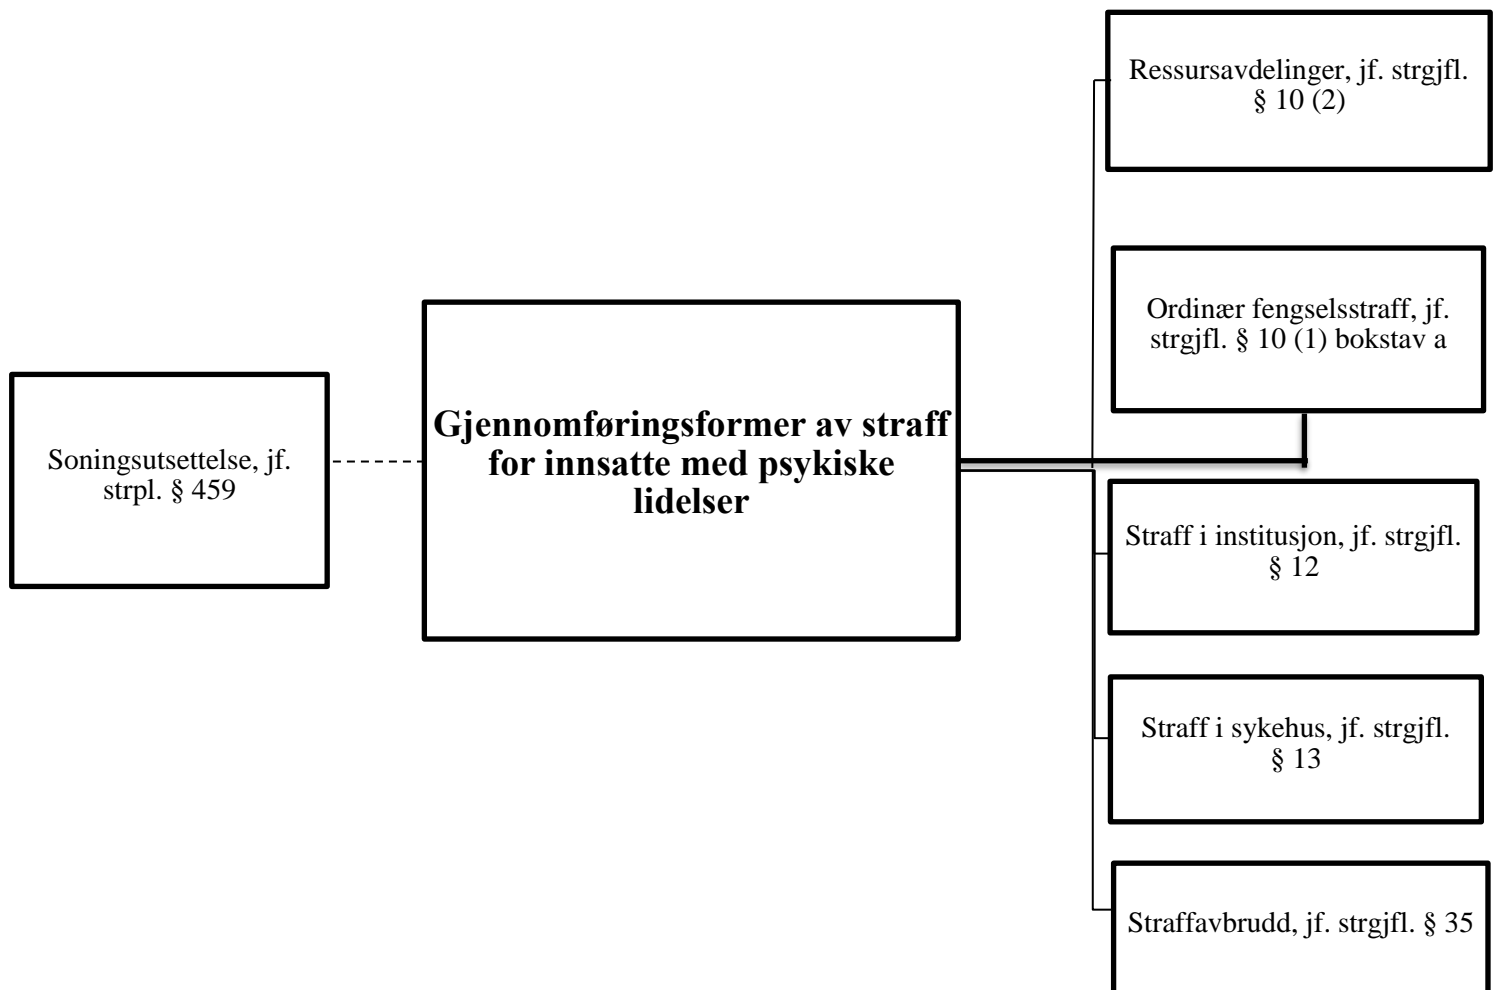 Soningsutsettelse, jf.
strpl. § 459
Gjennomføringsformer av straff
for innsatte med psykiske
lidelser
Ressursavdelinger, jf. strgjfl.
§ 10 (2)
Ordinær fengselsstraff, jf.
strgjfl. § 10 (1) bokstav a
Straff i institusjon, jf. strgjfl.
§ 12
Straff i sykehus, jf. strgjfl.
§ 13
Straffavbrudd, jf. strgjfl. § 35